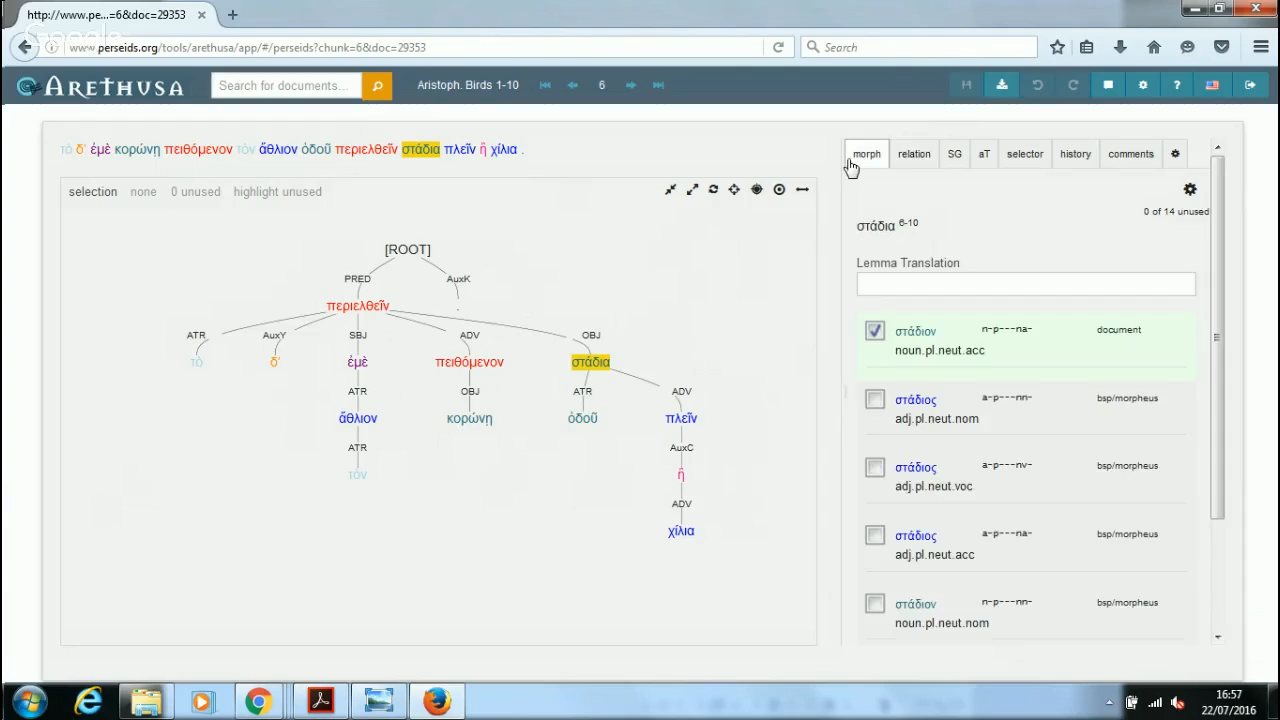 http://www.pe...=6&doc=29353
Google
www.perseids.org/tools/arethusa/app/#/perseids?chunk=6&doc=29353
Search
ARETHUSA
Search for documents...
Aristoph. Birds 1-10
6
τὸ δ' ἐμὲ κορώνῃ πειθόμενον τὸν ἄθλιον ὁδοῦ περιελθεῖν στάδια πλεῖν ἢ χίλια .
selection none 0 unused highlight unused
[ROOT]
PRED AuxK
περιελθεῖν .
ATR AuxY SBJ ADV OBJ
τὸ δ' ἐμὲ πειθόμενον στάδια
ATR OBJ ATR ADV
ἄθλιον κορώνῃ ὁδοῦ πλεῖν
ATR AuxC
τὸν ἢ
ADV
χίλια
morph relation SG aT selector history comments
0 of 14 unused
στάδια 6-10
Lemma Translation
στάδιον n-p---na- document
noun.pl.neut.acc
στάδιος a-p---nn- bsp/morpheus
adj.pl.neut.nom
στάδιος a-p---nv- bsp/morpheus
adj.pl.neut.voc
στάδιος a-p---na- bsp/morpheus
adj.pl.neut.acc
στάδιον n-p---nn- bsp/morpheus
noun.pl.neut.nom
16:57
22/07/2016